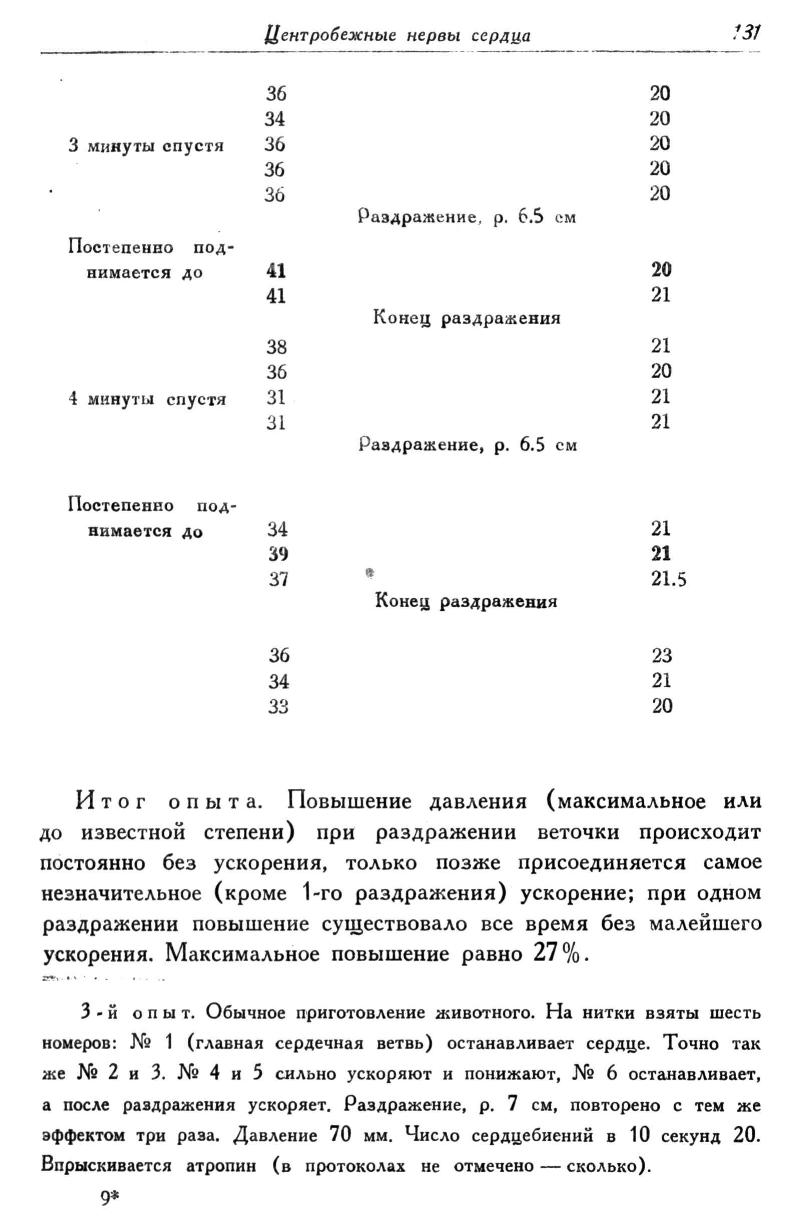 Центробежные нервы сердца 131
36 20
34 20
3 минуты спустя 36 20
36 20
36 20
Раздражение, р. 6.5 см
Постепенно под-
нимается до 41 20
41 21
Конец раздражения
38 21
36 20
4 минуты спустя 31 21
31 21
Раздражение, р. 6.5 см
Постепенно под-
нимается до 34 21
39 21
37 21.5
Конец раздражения
36 23
34 21
33 20
Итог опыта. Повышение давления (максимальное или
до известной степени) при раздражении веточки происходит
постоянно без ускорения, только позже присоединяется самое
незначительное (кроме 1-го раздражения) ускорение; при одном
раздражении повышение существовало все время без малейшего
ускорения. Максимальное повышение равно 27%.
3-й опыт. Обычное приготовление животного. На нитки взяты шесть
номеров: № 1 (главная сердечная ветвь) останавливает сердце. Точно так
же № 2 и 3. № 4 и 5 сильно ускоряют и понижают, № 6 останавливает,
а после раздражения ускоряет. Раздражение, р. 7 см, повторено с тем же
эффектом три раза. Давление 70 мм. Число сердцебиений в 10 секунд 20.
Впрыскивается атропин (в протоколах не отмечено — сколько).
9*